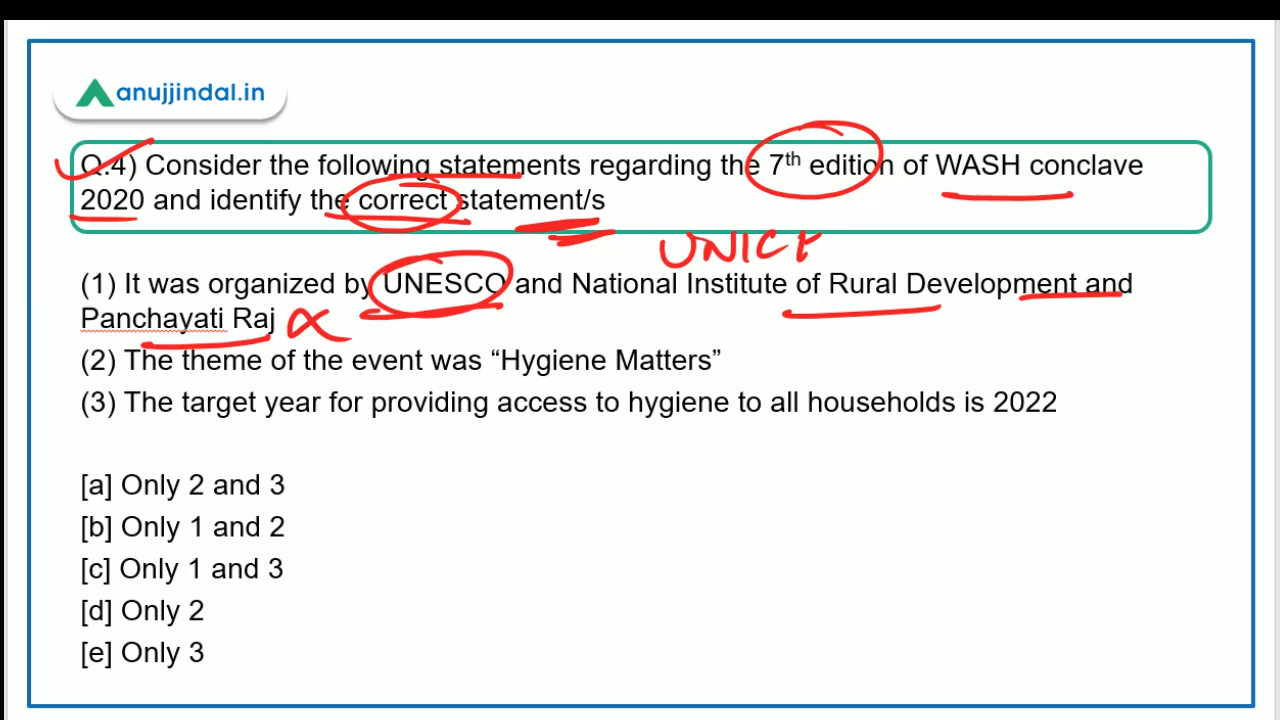 anujjindal.in
Q.4) Consider the following statements regarding the 7th edition of WASH conclave
2020 and identify the correct statement/s
UNICF
(1) It was organized by UNESCO and National Institute of Rural Development and
Panchayati Raj
(2) The theme of the event was “Hygiene Matters”
(3) The target year for providing access to hygiene to all households is 2022
[a] Only 2 and 3
[b] Only 1 and 2
[c] Only 1 and 3
[d] Only 2
[e] Only 3